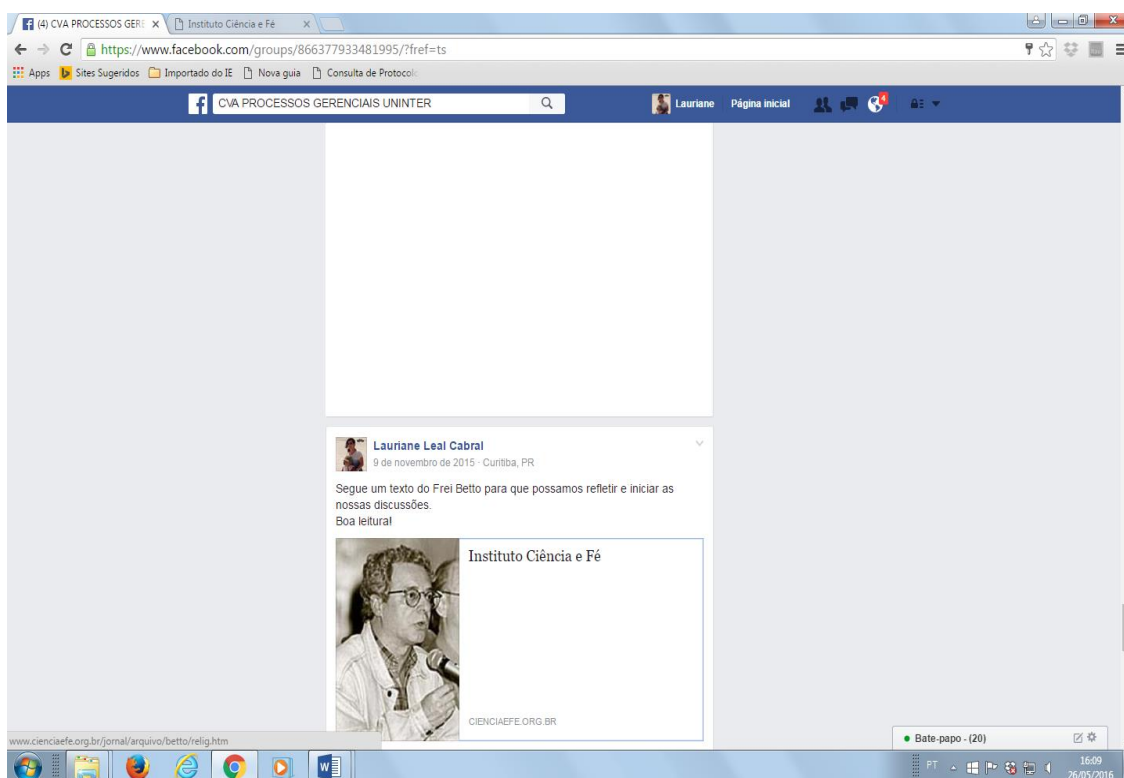 (4) CVA PROCESSOS GERE
Instituto Ciência e Fé
https://www.facebook.com/groups/866377933481995/?fref=ts
Apps Sites Sugeridos Importado do IE Nova guia Consulta de Protocolo
CVA PROCESSOS GERENCIAIS UNINTER
Lauriane Página inicial 4
Lauriane Leal Cabral
9 de novembro de 2015 · Curitiba, PR
Segue um texto do Frei Betto para que possamos refletir e iniciar as
nossas discussões.
Boa leitura!
Instituto Ciência e Fé
CIENCIAEFE.ORG.BR
www.cienciaefe.org.br/jornal/arquivo/betto/relig.htm
Bate-papo - (20)
PT
16:09
26/05/2016